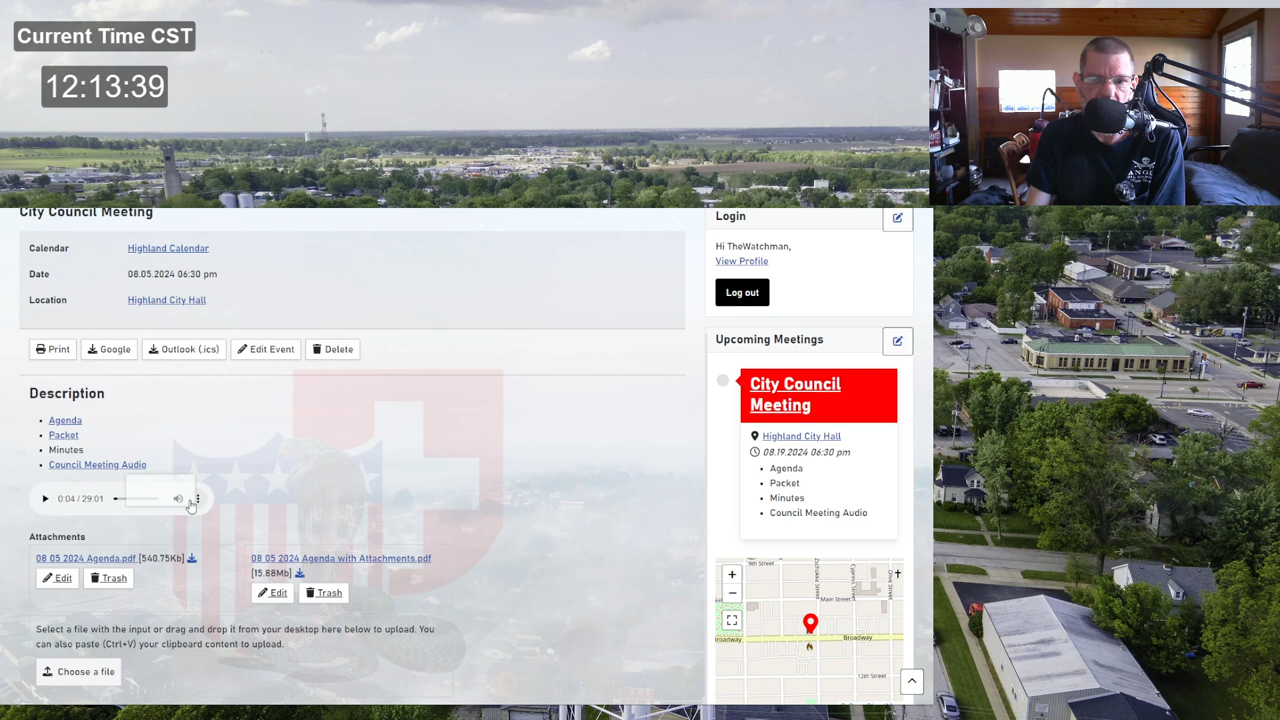 Current Time CST
12:13:39
City Council Meeting
Calendar
Highland Calendar
Date
08.05.2024 06:30 pm
Location
Highland City Hall
Print
Google
Outlook (.ics)
Edit Event
Delete
Description
Agenda
Packet
Minutes
Council Meeting Audio
0:04 / 29:01
Attachments
08 05 2024 Agenda.pdf [540.75Kb]
Edit
Trash
08 05 2024 Agenda with Attachments.pdf
[15.88Mb]
Edit
Trash
Select a file with the input or drag and drop it from your desktop here below to upload. You
can also paste (Ctrl+V) your clipboard content to upload.
Choose a file
Login
Hi TheWatchman,
View Profile
Log out
Upcoming Meetings
City Council
Meeting
Highland City Hall
08.19.2024 06:30 pm
Agenda
Packet
Minutes
Council Meeting Audio
+
−
9th Street
Main Street
Broadway
12th Street